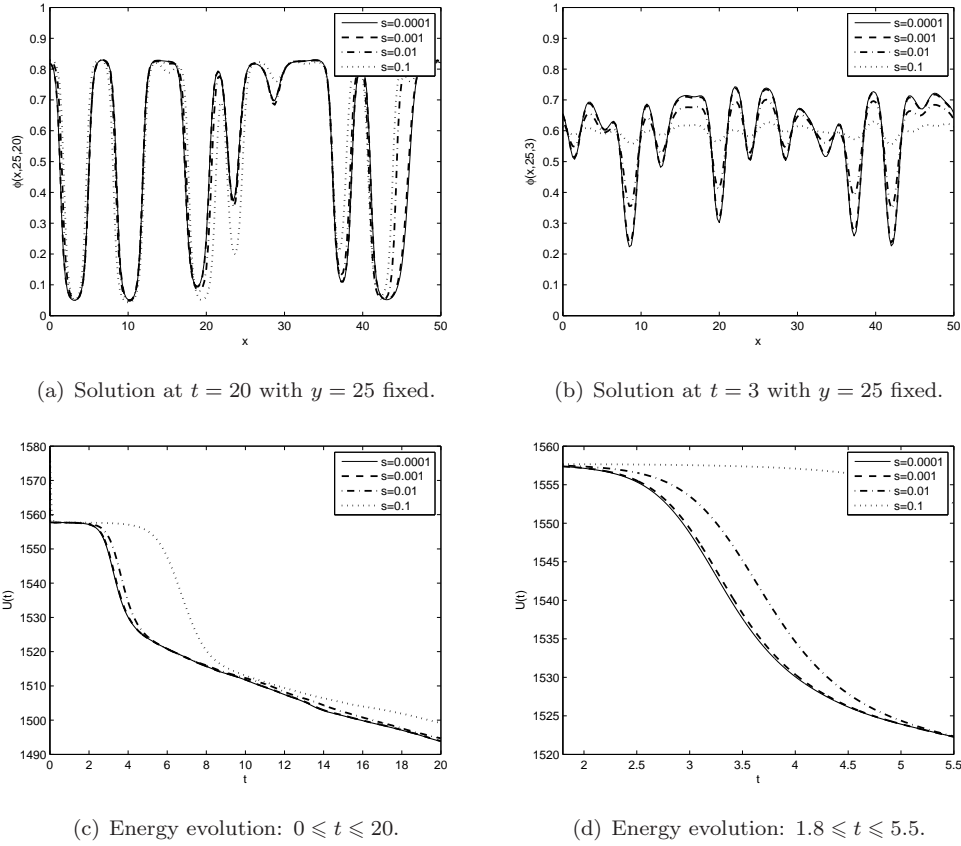 1
0.9
0.8
0.7
0.6
0.5
0.4
0.3
0.2
0.1
0
ϕ(x,25,20)
0 10 20 30 40 50
x
s=0.0001
s=0.001
s=0.01
s=0.1
(a) Solution at t = 20 with y = 25 fixed.
1
0.9
0.8
0.7
0.6
0.5
0.4
0.3
0.2
0.1
0
ϕ(x,25,3)
0 10 20 30 40 50
x
s=0.0001
s=0.001
s=0.01
s=0.1
(b) Solution at t = 3 with y = 25 fixed.
1580
1570
1560
1550
1540
1530
1520
1510
1500
1490
U(t)
0 2 4 6 8 10 12 14 16 18 20
t
s=0.0001
s=0.001
s=0.01
s=0.1
(c) Energy evolution: 0 ⩽ t ⩽ 20.
1560
1555
1550
1545
1540
1535
1530
1525
1520
U(t)
2 2.5 3 3.5 4 4.5 5 5.5
t
s=0.0001
s=0.001
s=0.01
s=0.1
(d) Energy evolution: 1.8 ⩽ t ⩽ 5.5.